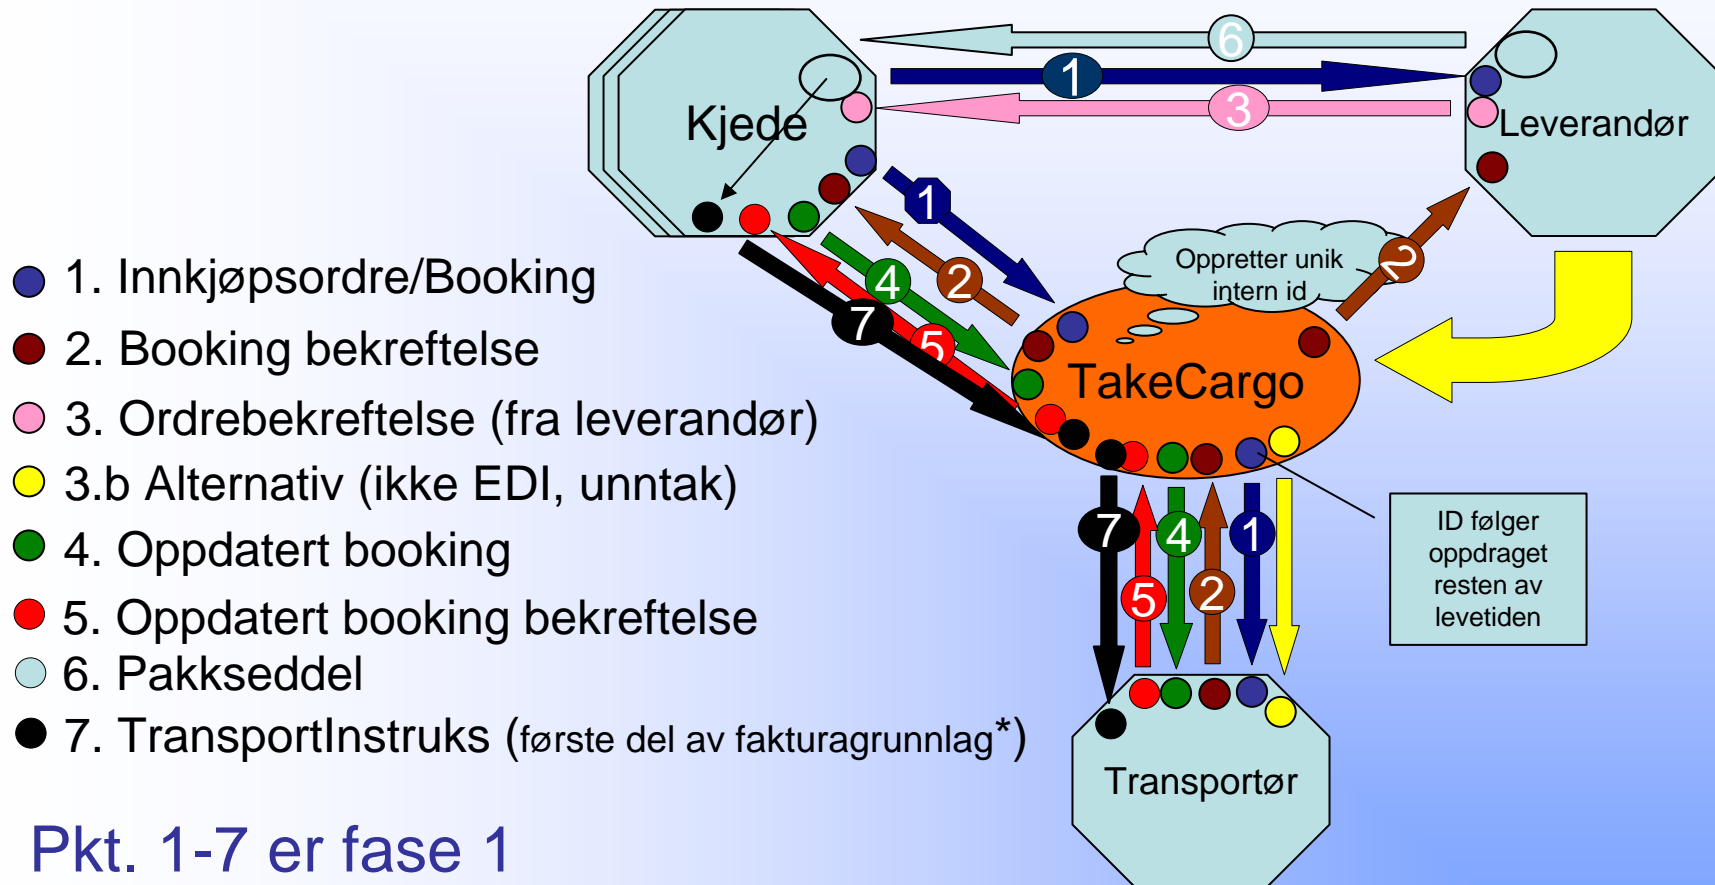 6
1
3
Kjede
Leverandør
1
2
4
5
7
2
Oppretter unik
intern id
TakeCargo
1. Innkjøpsordre/Booking
2. Booking bekreftelse
3. Ordrebekreftelse (fra leverandør)
3.b Alternativ (ikke EDI, unntak)
4. Oppdatert booking
5. Oppdatert booking bekreftelse
6. Pakkseddel
7. TransportInstruks (første del av fakturagrunnlag*)
7
5
4
2
1
ID følger
oppdraget
resten av
levetiden
Transportør
Pkt. 1-7 er fase 1